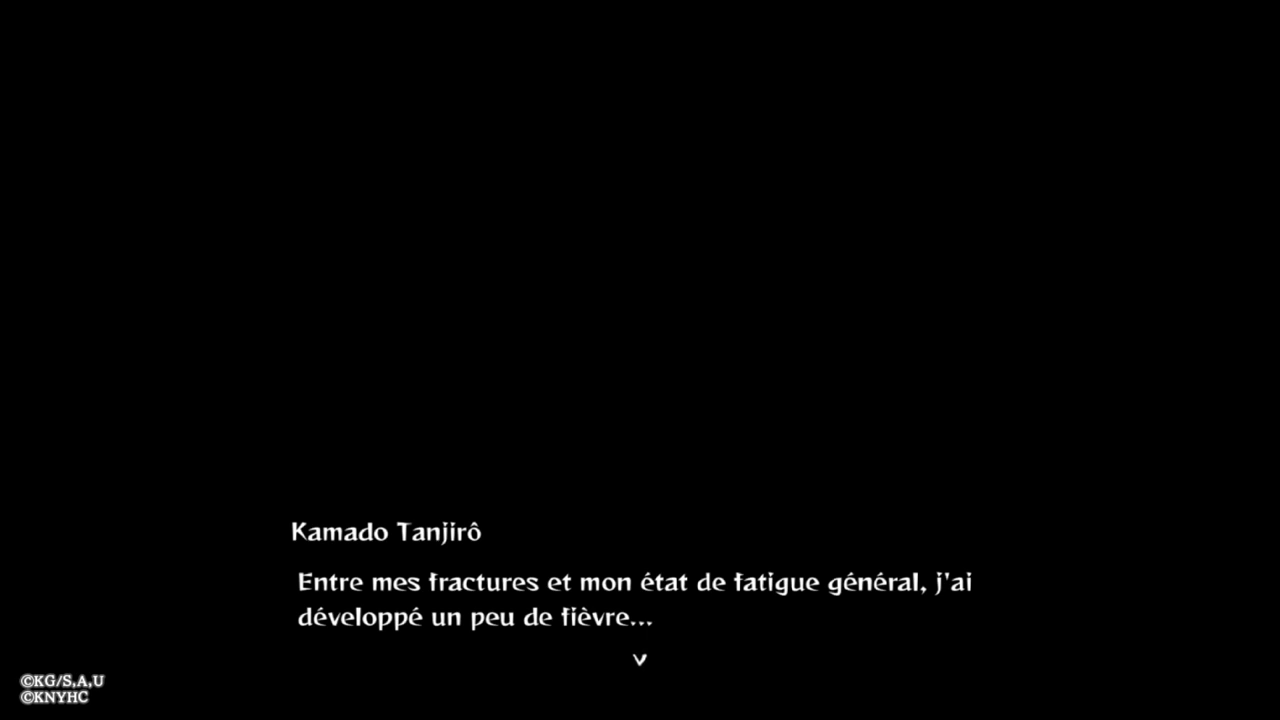 Kamado Tanjirô
Entre mes fractures et mon état de fatigue général, j'ai
développé un peu de fièvre...
©KG/S,A,U
©KNYHC